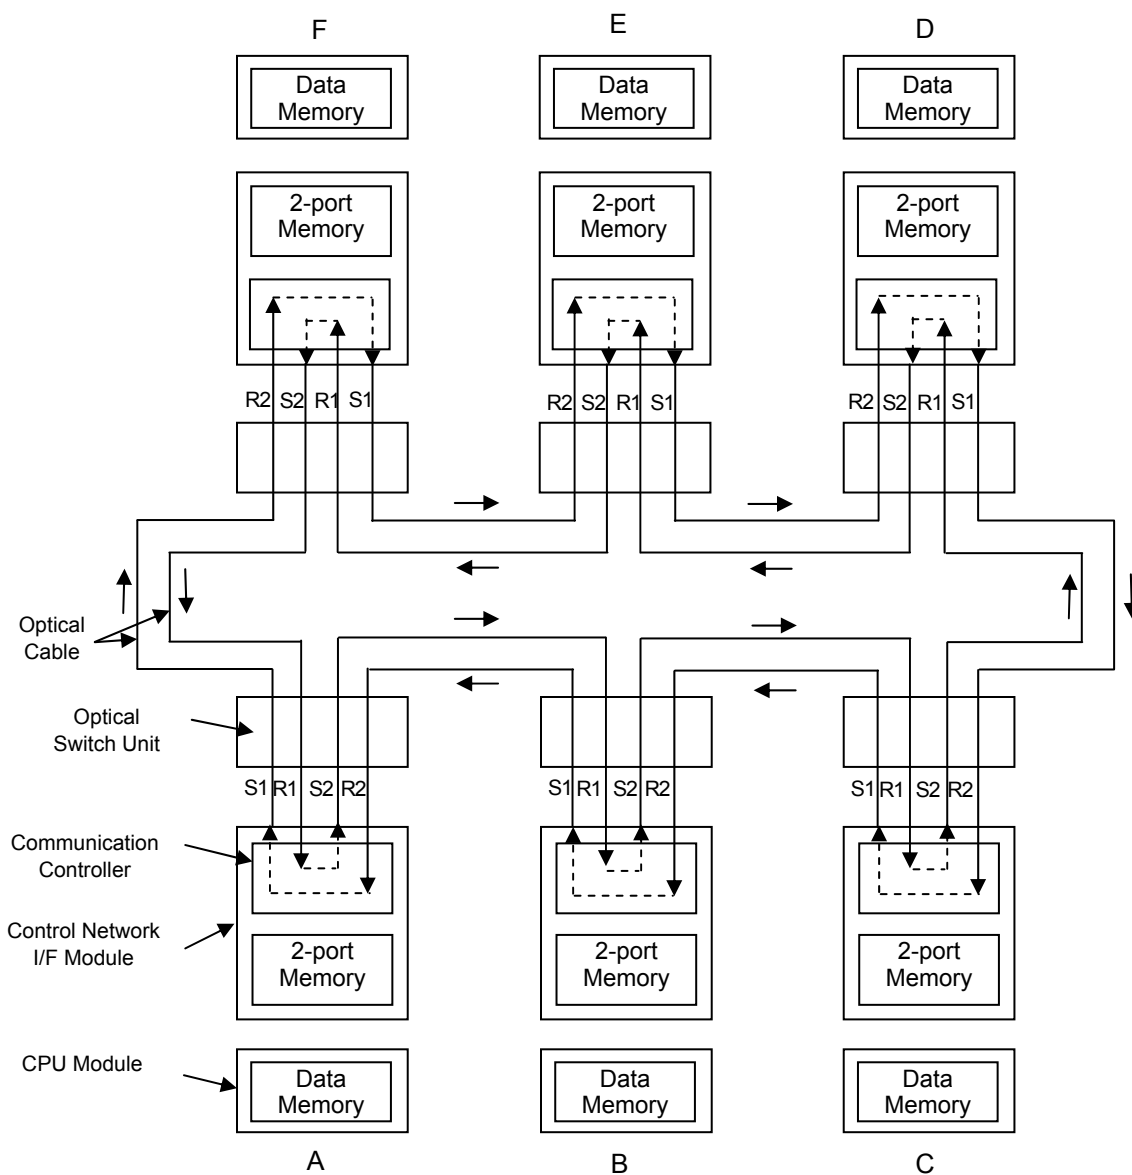 F
E
D
Data
Memory
Data
Memory
Data
Memory
2-port
Memory
2-port
Memory
2-port
Memory
R2 S2 R1 S1
R2 S2 R1 S1
R2 S2 R1 S1
Optical
Cable
Optical
Switch Unit
S1 R1 S2 R2
S1 R1 S2 R2
S1 R1 S2 R2
Communication
Controller
Control Network
I/F Module
2-port
Memory
2-port
Memory
2-port
Memory
CPU Module
Data
Memory
Data
Memory
Data
Memory
A
B
C